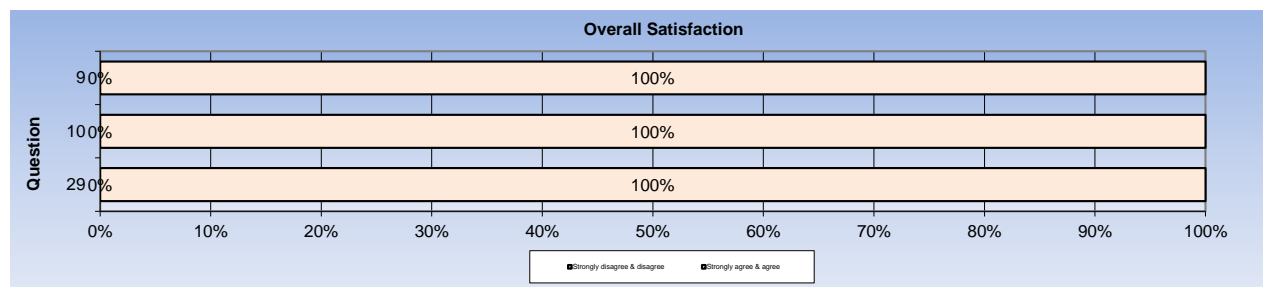 Overall Satisfaction
Question
9 0% 100%
10 0% 100%
29 0% 100%
0% 10% 20% 30% 40% 50% 60% 70% 80% 90% 100%
Strongly disagree & disagree Strongly agree & agree